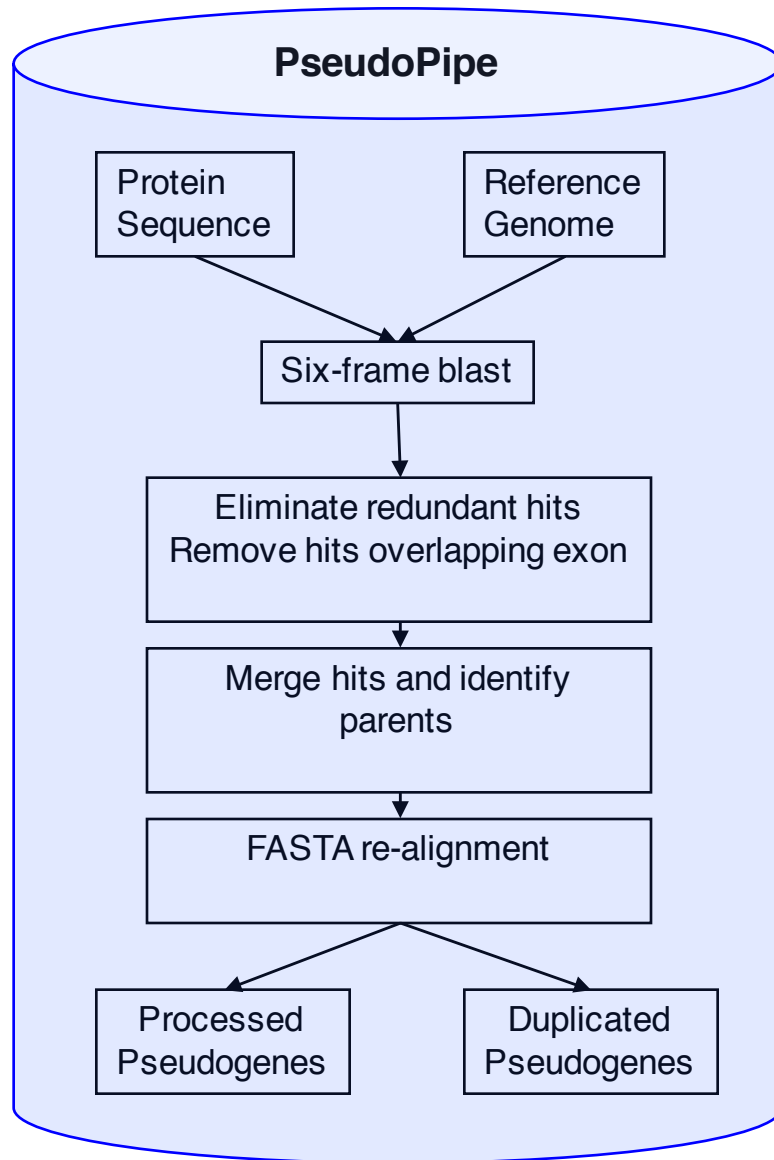 PseudoPipe
Protein
Sequence
Reference
Genome
Six-frame blast
Eliminate redundant hits
Remove hits overlapping exon
Merge hits and identify
parents
FASTA re-alignment
Processed
Pseudogenes
Duplicated
Pseudogenes